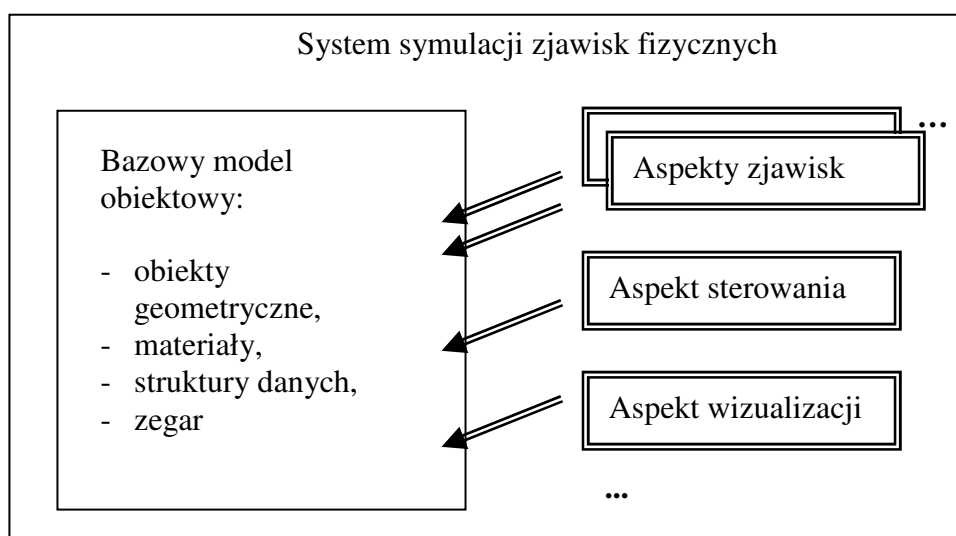 System symulacji zjawisk fizycznych
Bazowy model
obiektowy:
- obiekty
geometryczne,
- materiały,
- struktury danych,
- zegar
...
Aspekty zjawisk
Aspekt sterowania
Aspekt wizualizacji
...